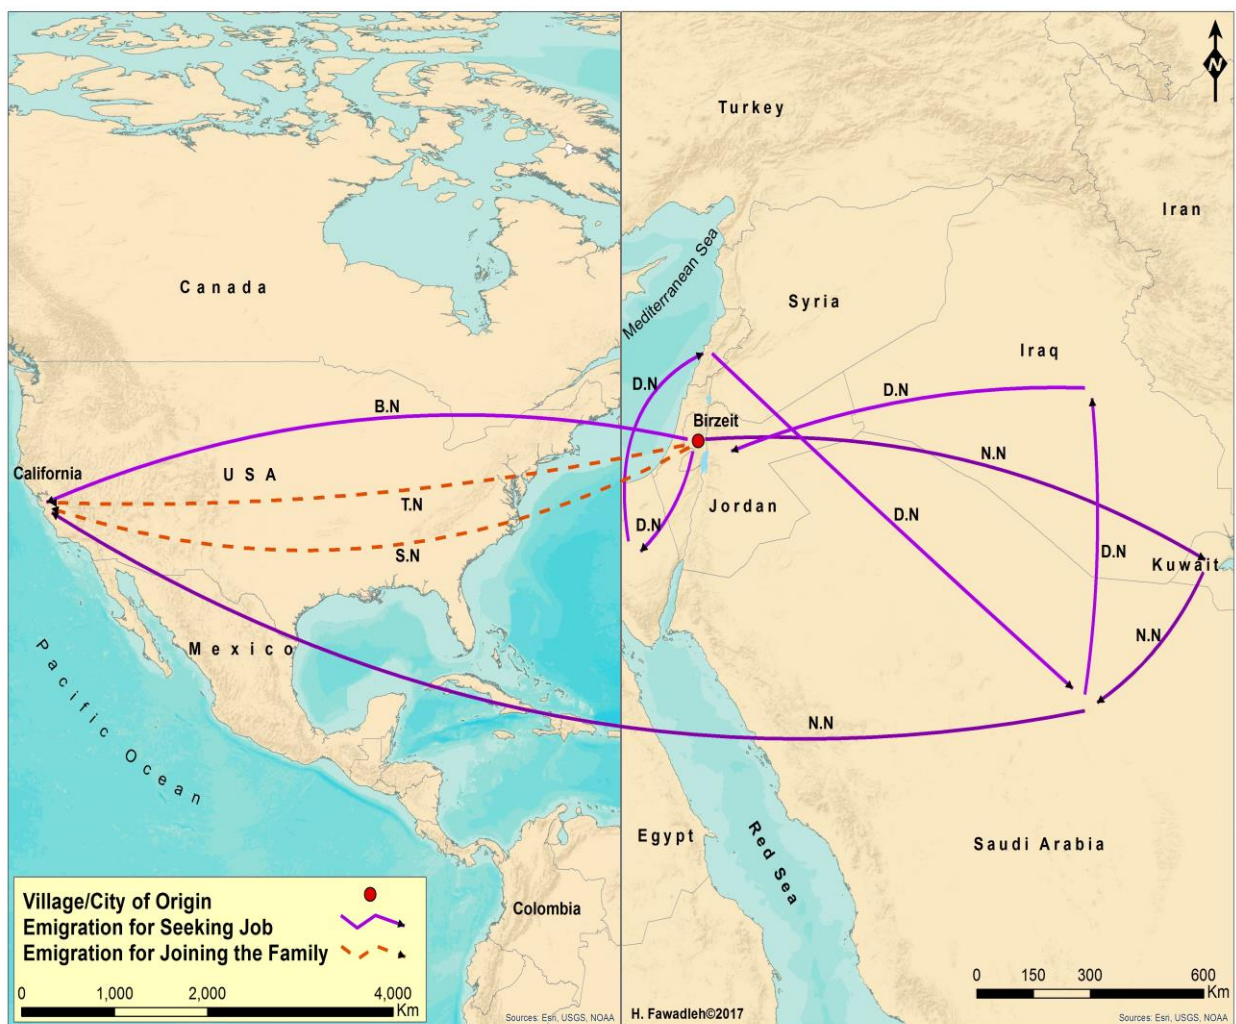 N
Turkey
Iran
Mediterranean Sea
Canada
Syria
Iraq
D.N
D.N
B.N
Birzeit
N.N
California
USA
T.N
Jordan
D.N
D.N
S.N
D.N
Kuwait
Mexico
N.N
N.N
Pacific Ocean
Egypt
Red Sea
Saudi Arabia
Colombia
Village/City of Origin
Emigration for Seeking Job
Emigration for Joining the Family
0 1,000 2,000 4,000
Km
Sources: Esri, USGS, NOAA
H. Fawadleh©2017
0 150 300 600
Km
Sources: Esri, USGS, NOAA